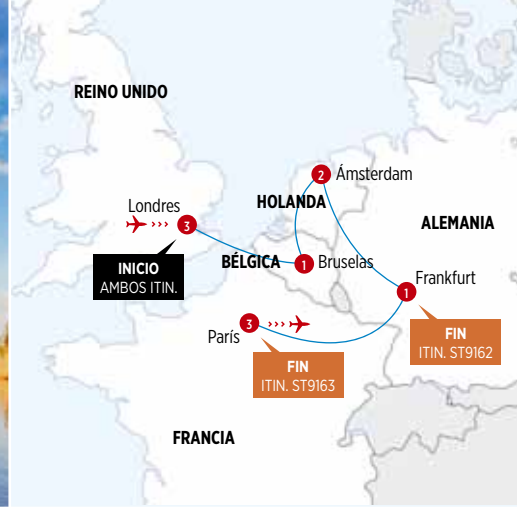 REINO UNIDO
2
Ámsterdam
Londres
HOLANDA
3
ALEMANIA
INICIO
AMBOS ITIN.
BÉLGICA
1
Bruselas
Frankfurt
1
3
París
FIN
ITIN. ST9162
FIN
ITIN. ST9163
FRANCIA